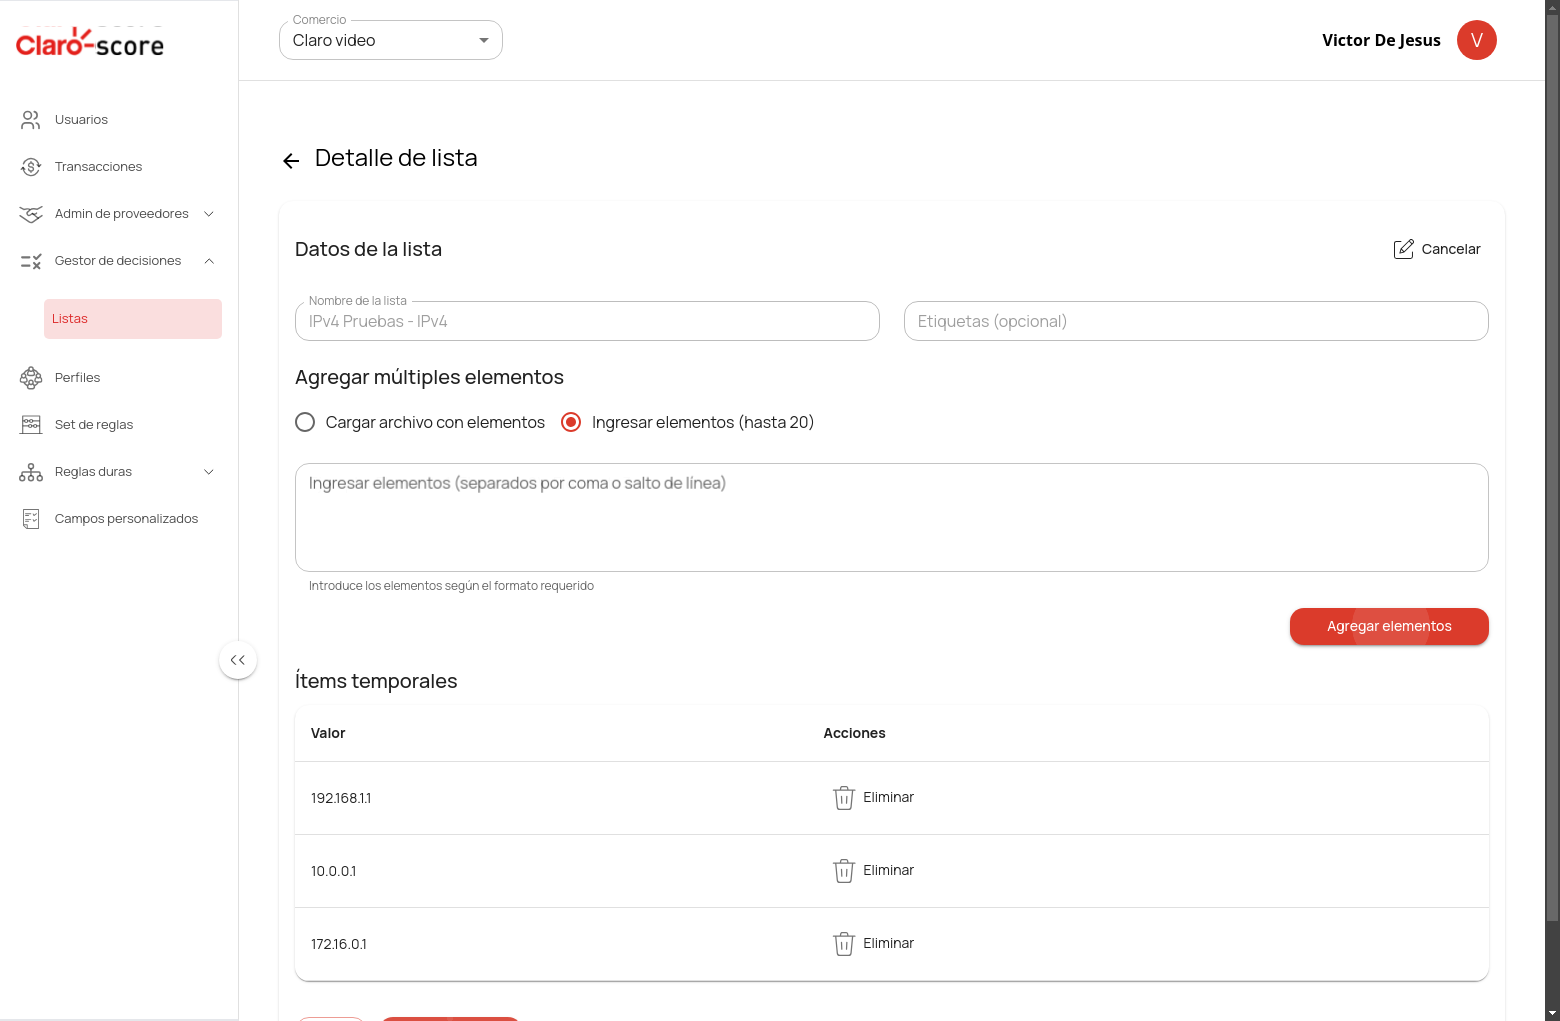 Claro-score
Comercio
Claro video
Victor De Jesus
V
Usuarios
Transacciones
Admin de proveedores
Gestor de decisiones
Listas
Perfiles
Set de reglas
Reglas duras
Campos personalizados
Detalle de lista
Datos de la lista
Cancelar
Nombre de la lista
IPv4 Pruebas - IPv4
Etiquetas (opcional)
Agregar múltiples elementos
Cargar archivo con elementos
Ingresar elementos (hasta 20)
Ingresar elementos (separados por coma o salto de línea)
Introduce los elementos según el formato requerido
Agregar elementos
Ítems temporales
Valor
Acciones
192.168.1.1
Eliminar
10.0.0.1
Eliminar
172.16.0.1
Eliminar